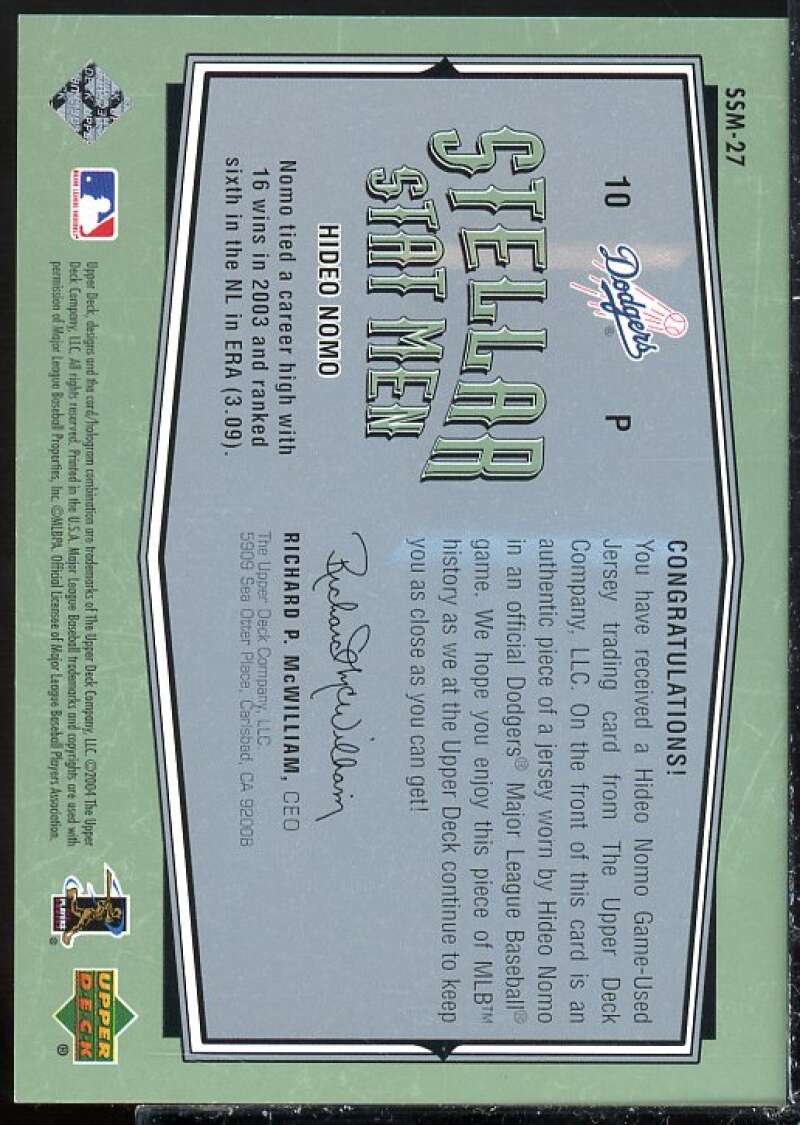 SSM-27
10 Dodgers® P
STELLAR
STAT MEN
HIDEO NOMO
Nomo tied a career high with
16 wins in 2003 and ranked
sixth in the NL in ERA (3.09).
CONGRATULATIONS!
You have received a Hideo Nomo Game-Used
Jersey trading card from The Upper Deck
Company, LLC. On the front of this card is an
authentic piece of a jersey worn by Hideo Nomo
in an official Dodgers® Major League Baseball®
game. We hope you enjoy this piece of MLB™
history as we at the Upper Deck continue to keep
you as close as you can get!
Richard P. McWilliam
RICHARD P. McWILLIAM, CEO
The Upper Deck Company, LLC.
5909 Sea Otter Place, Carlsbad, CA 92008
MAJOR LEAGUE BASEBALL
Upper Deck, designs and the card/hologram combination are trademarks of The Upper Deck Company, LLC ©2004 The Upper
Deck Company, LLC. All rights reserved. Printed in the U.S.A. Major League Baseball trademarks and copyrights are used with
permission of Major League Baseball Properties, Inc. ©MLBPA. Official Licensee of Major League Baseball Players Association.
PLAYERS
®
UPPER
DECK
®